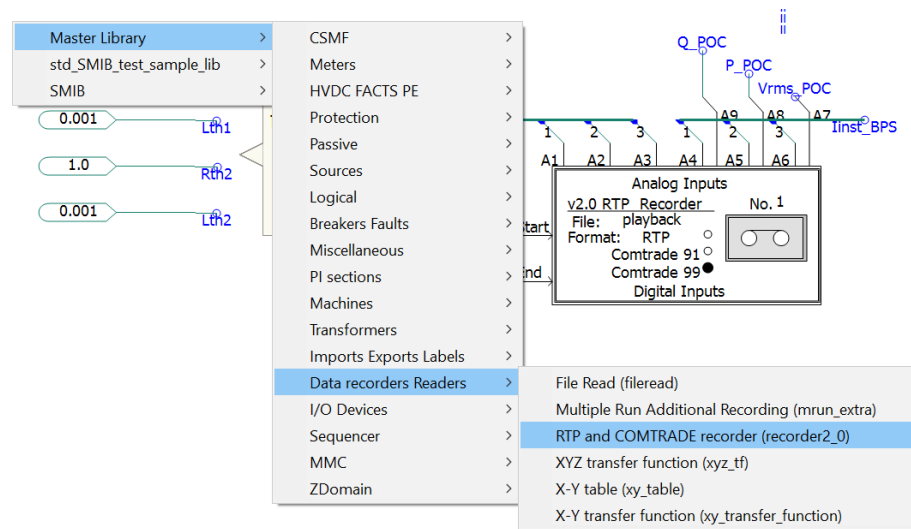 Master Library
std_SMIB_test_sample_lib
SMIB
CSMF
Meters
HVDC FACTS PE
Protection
Passive
Sources
Logical
Breakers Faults
Miscellaneous
PI sections
Machines
Transformers
Imports Exports Labels
Data recorders Readers
I/O Devices
Sequencer
MMC
ZDomain
File Read (fileread)
Multiple Run Additional Recording (mrun_extra)
RTP and COMTRADE recorder (recorder2_0)
XYZ transfer function (xyz_tf)
X-Y table (xy_table)
X-Y transfer function (xy_transfer_function)
0.001
Lth1
1.0
Rth2
0.001
Lth2
Q_POC
P_POC
Vrms_POC
A9 A8 A7
Iinst_BPS
1 2 3 1 2 3
A1 A2 A3 A4 A5 A6
Analog Inputs
v2.0 RTP Recorder No. 1
File: playback
Format: RTP
Comtrade 91
Comtrade 99
Digital Inputs